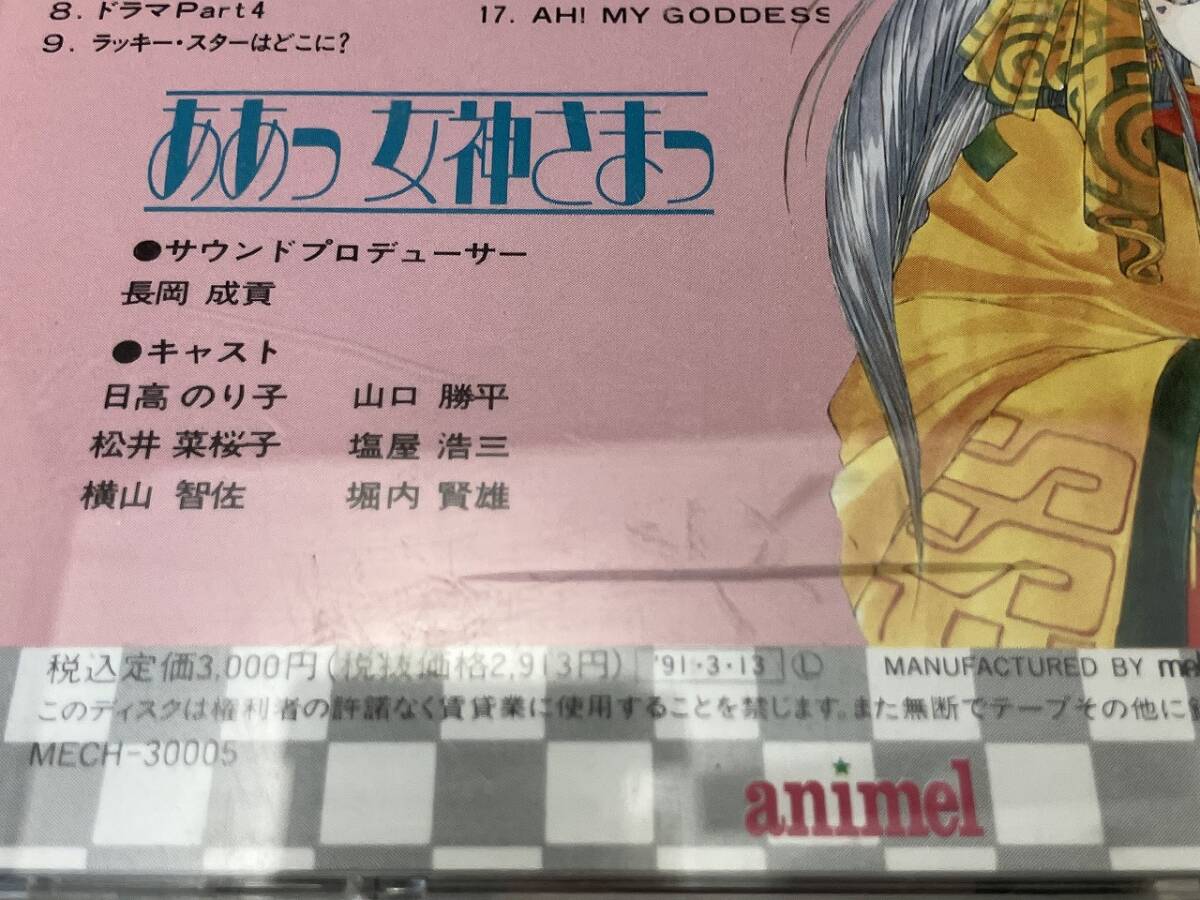 8. ドラマPart4
9. ラッキー・スターはどこに?
17. AH! MY GODDESS
ああっ女神さまっ
●サウンドプロデューサー
長岡 成貢
●キャスト
日高 のり子 山口 勝平
松井 菜桜子 塩屋 浩三
横山 智佐 堀内 賢雄
税込定価3,000円(税抜価格2,913円) '91・3・13 Ⓛ MANUFACTURED BY
このディスクは権利者の許諾なく賃貸業に使用することを禁じます。また無断でテープその他に
MECH-30005
animel